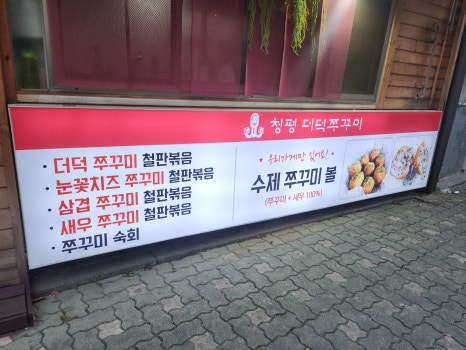 청평 더덕쭈꾸미
· 더덕 쭈꾸미 철판볶음
· 눈꽃치즈 쭈꾸미 철판볶음
· 삼겹 쭈꾸미 철판볶음
· 새우 쭈꾸미 철판볶음
· 쭈꾸미 숙회
* 우리가게만 있어요! *
수제 쭈꾸미 볼
(쭈꾸미 + 새우 100%)